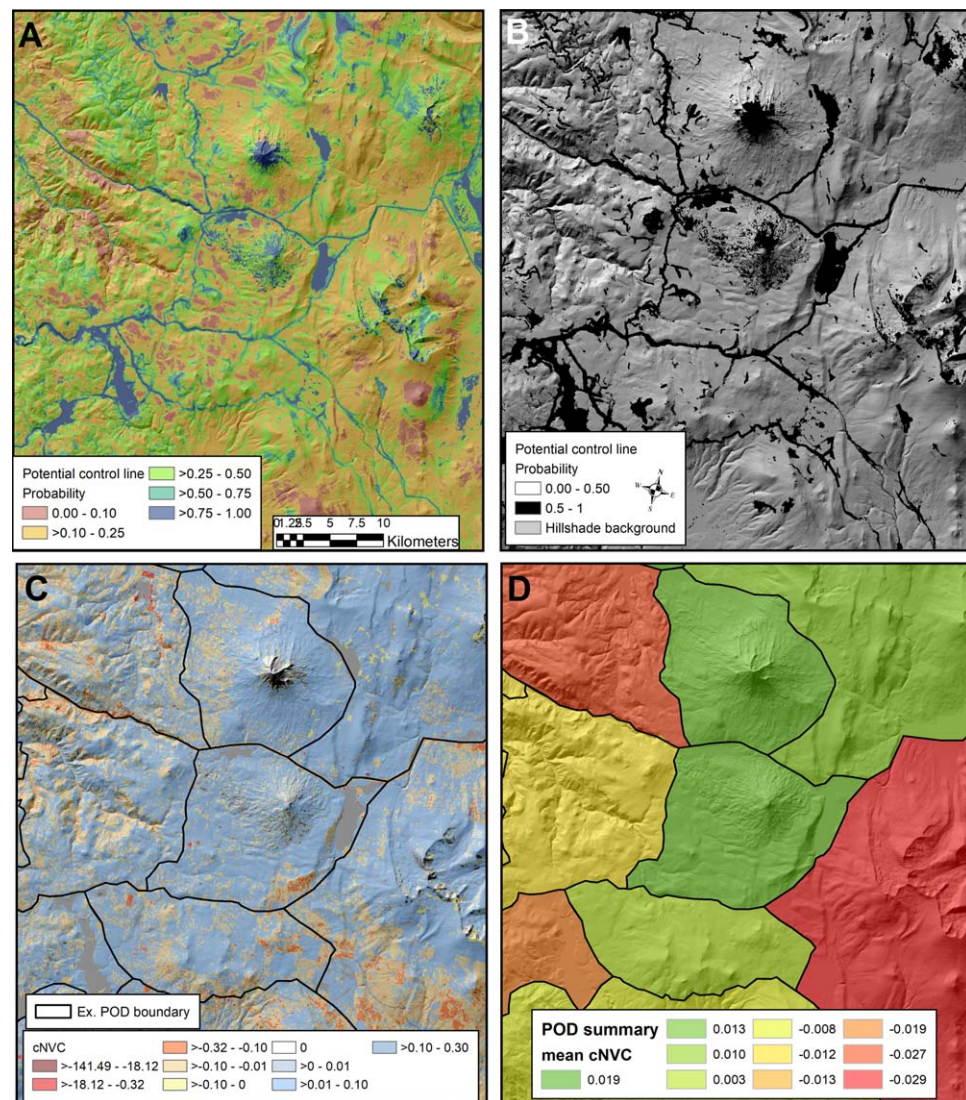 A
Potential control line
Probability
0.00 - 0.10
>0.10 - 0.25
>0.25 - 0.50
>0.50 - 0.75
>0.75 - 1.00
0 1.25 2.5 5 7.5 10
Kilometers
B
Potential control line
Probability
0.00 - 0.50
0.5 - 1
Hillshade background
N
W E
S
C
Ex. POD boundary
cNVC
>-141.49 - -18.12
>-18.12 - -0.32
>-0.32 - -0.10
>-0.10 - -0.01
>-0.10 - 0
0
>0 - 0.01
>0.01 - 0.10
>0.10 - 0.30
D
POD summary
mean cNVC
0.019
0.013
0.010
0.003
-0.008
-0.012
-0.013
-0.019
-0.027
-0.029